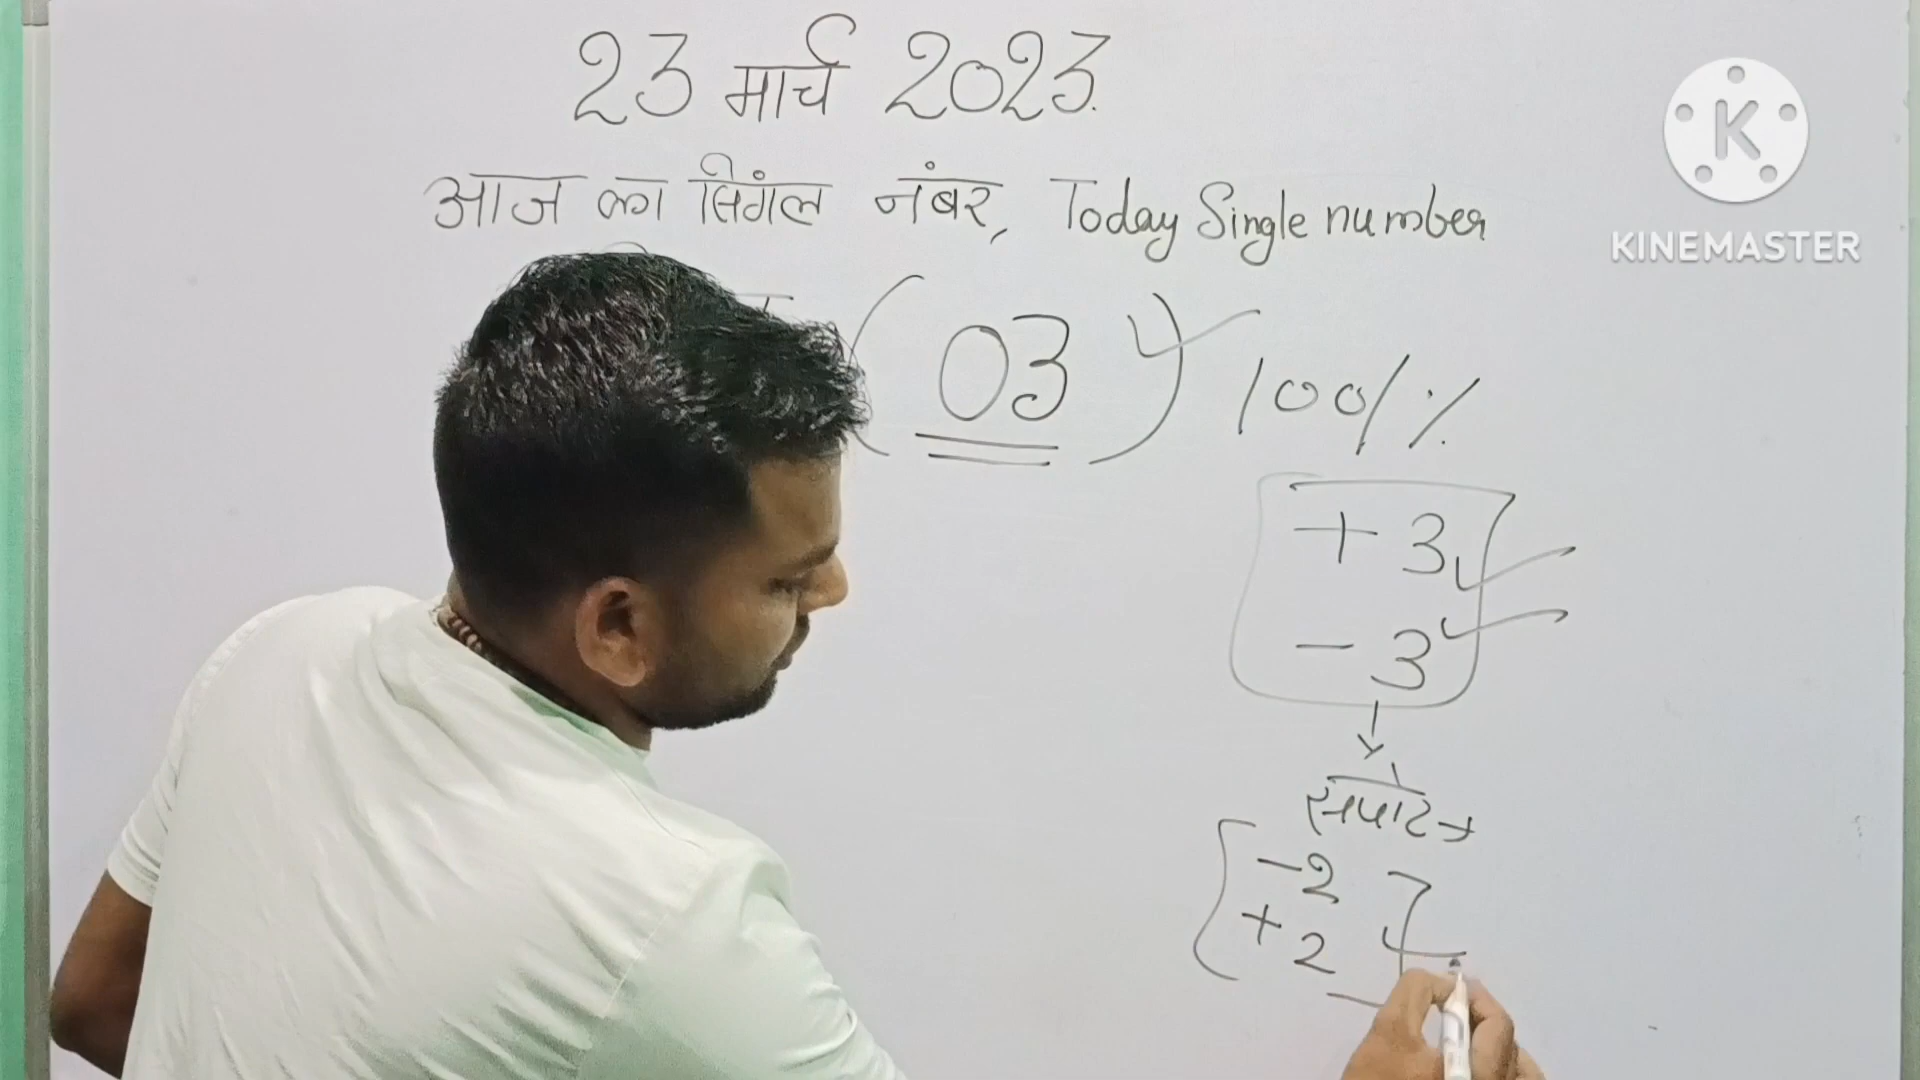 23 मार्च 2023.
आज का सिंगल नंबर, Today Single number
K
KINEMASTER
(03) 100/%
+3
-3
सपोर्ट→
-2
+2